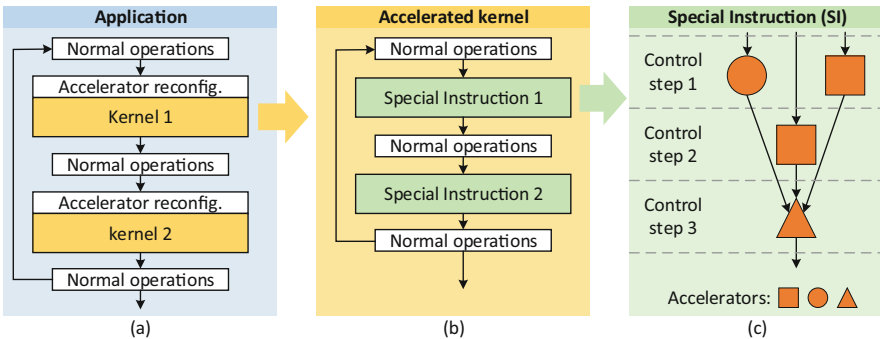 Application
Normal operations
Accelerator reconfig.
Kernel 1
Normal operations
Accelerator reconfig.
kernel 2
Normal operations
(a)
Accelerated kernel
Normal operations
Special Instruction 1
Normal operations
Special Instruction 2
Normal operations
(b)
Special Instruction (SI)
Control
step 1
Control
step 2
Control
step 3
Accelerators:
(c)